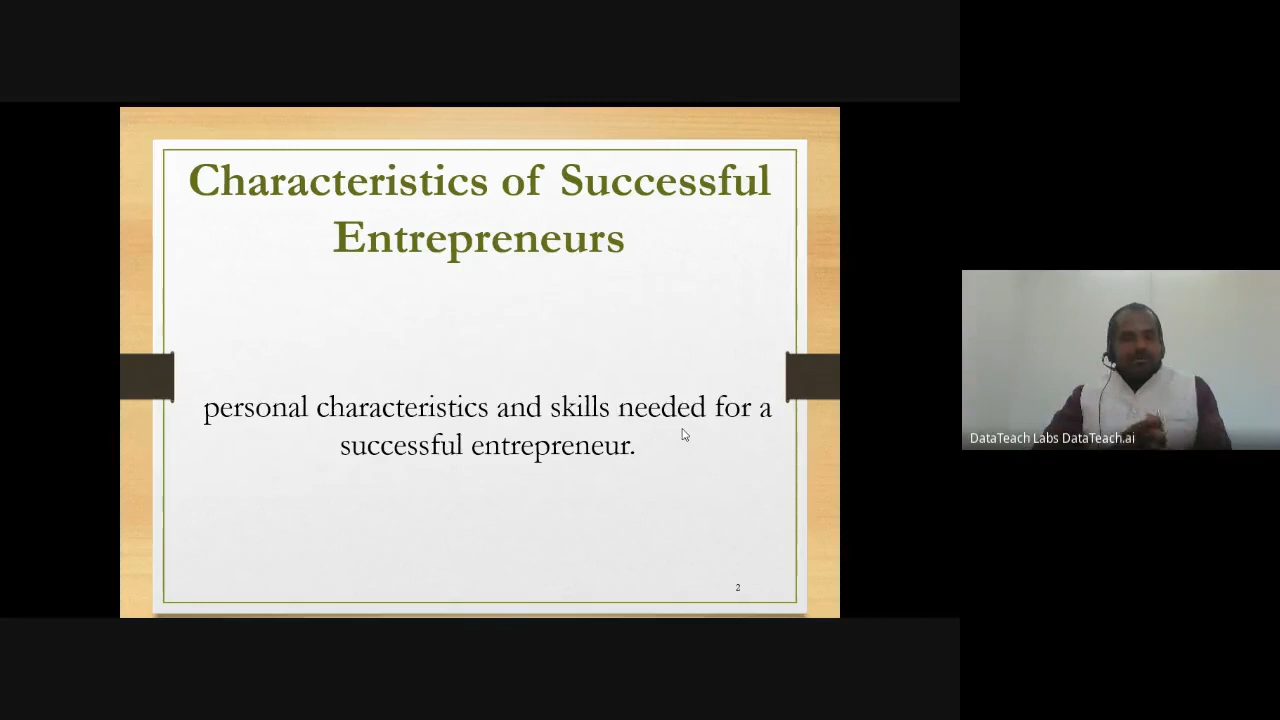 Characteristics of Successful
Entrepreneurs
personal characteristics and skills needed for a
successful entrepreneur.
2
DataTeach Labs DataTeach.ai